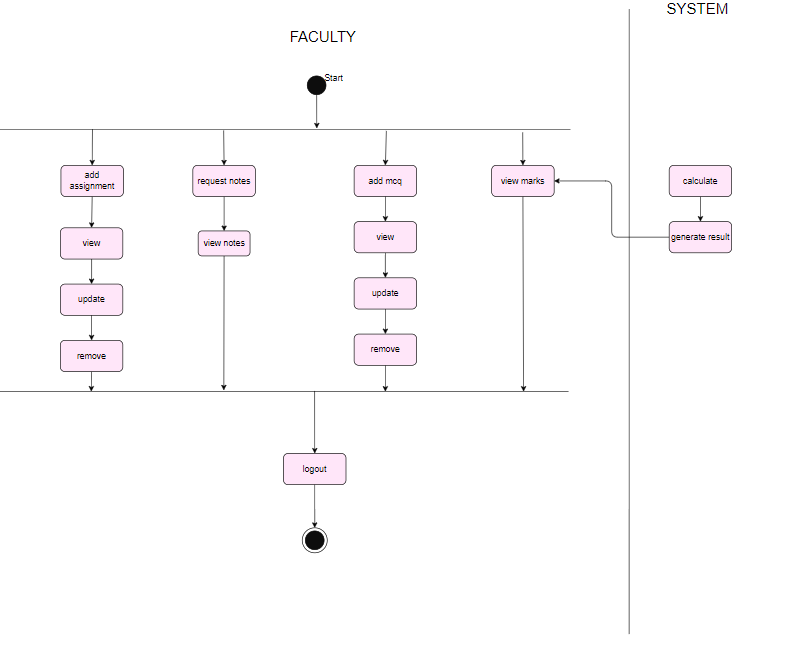 SYSTEM
FACULTY
Start
add
assignment
request notes
add mcq
view marks
calculate
view
view notes
view
generate result
update
update
remove
remove
logout